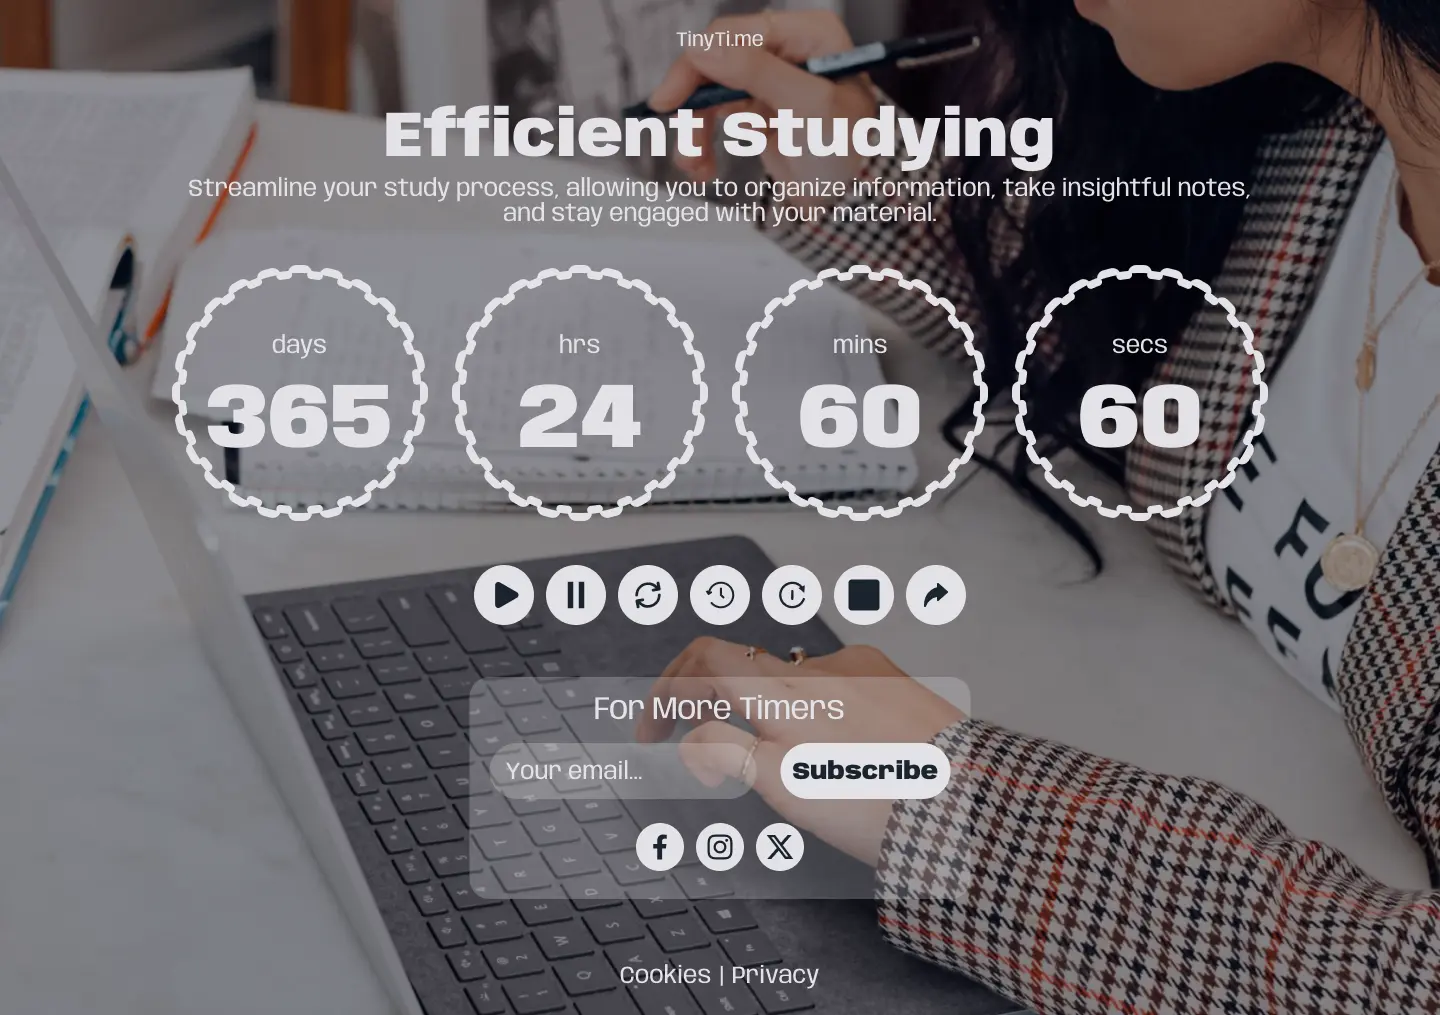 TinyTi.me
Efficient Studying
Streamline your study process, allowing you to organize information, take insightful notes,
and stay engaged with your material.
days
365
hrs
24
mins
60
secs
60
For More Timers
Your email...
Subscribe
Cookies | Privacy